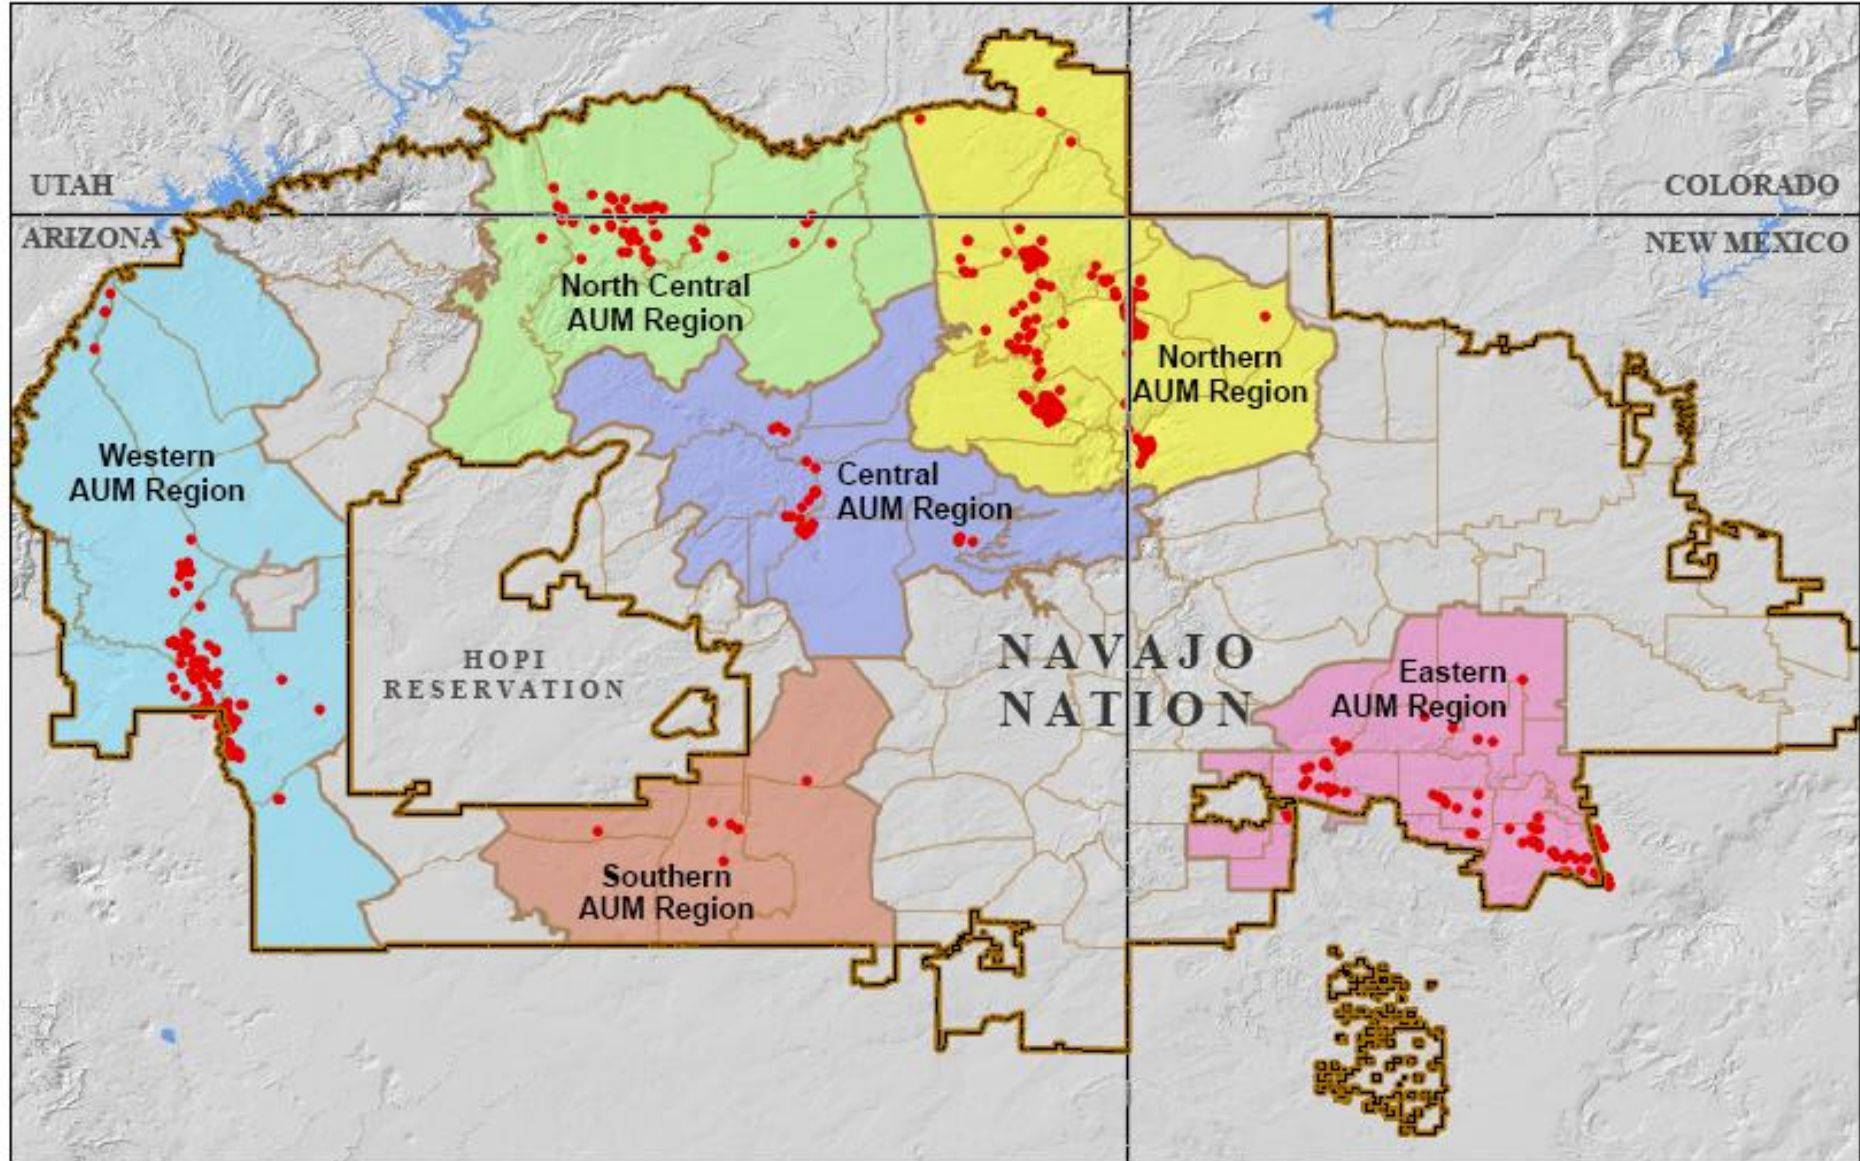 UTAH
COLORADO
ARIZONA
NEW MEXICO
North Central
AUM Region
Northern
AUM Region
Western
AUM Region
Central
AUM Region
HOPI
RESERVATION
NAVAJO
NATION
Eastern
AUM Region
Southern
AUM Region